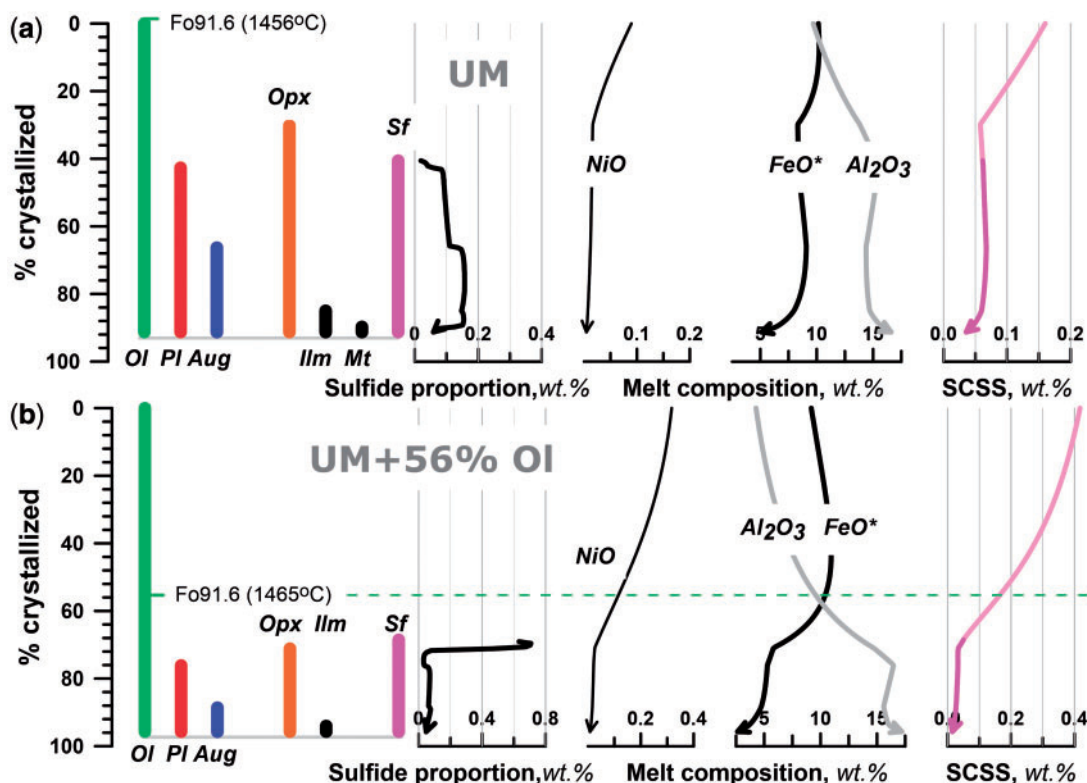 (a)
% crystallized
0
20
40
60
80
100
Fo91.6 (1456ºC)
UM
Opx
Sf
NiO
FeO*
Al2O3
0 0.2 0.4
0.1 0.2
5 10 15
0.0 0.1 0.2
Ol Pl Aug Ilm Mt
Sulfide proportion,wt.% Melt composition, wt.% SCSS, wt.%
(b)
% crystallized
0
20
40
60
80
100
UM+56% Ol
NiO
Al2O3
FeO*
Fo91.6 (1465ºC)
Opx Ilm Sf
0 0.4 0.8
0.2 0.4
5 10 15
0.0 0.2 0.4
Ol Pl Aug
Sulfide proportion,wt.% Melt composition, wt.% SCSS, wt.%